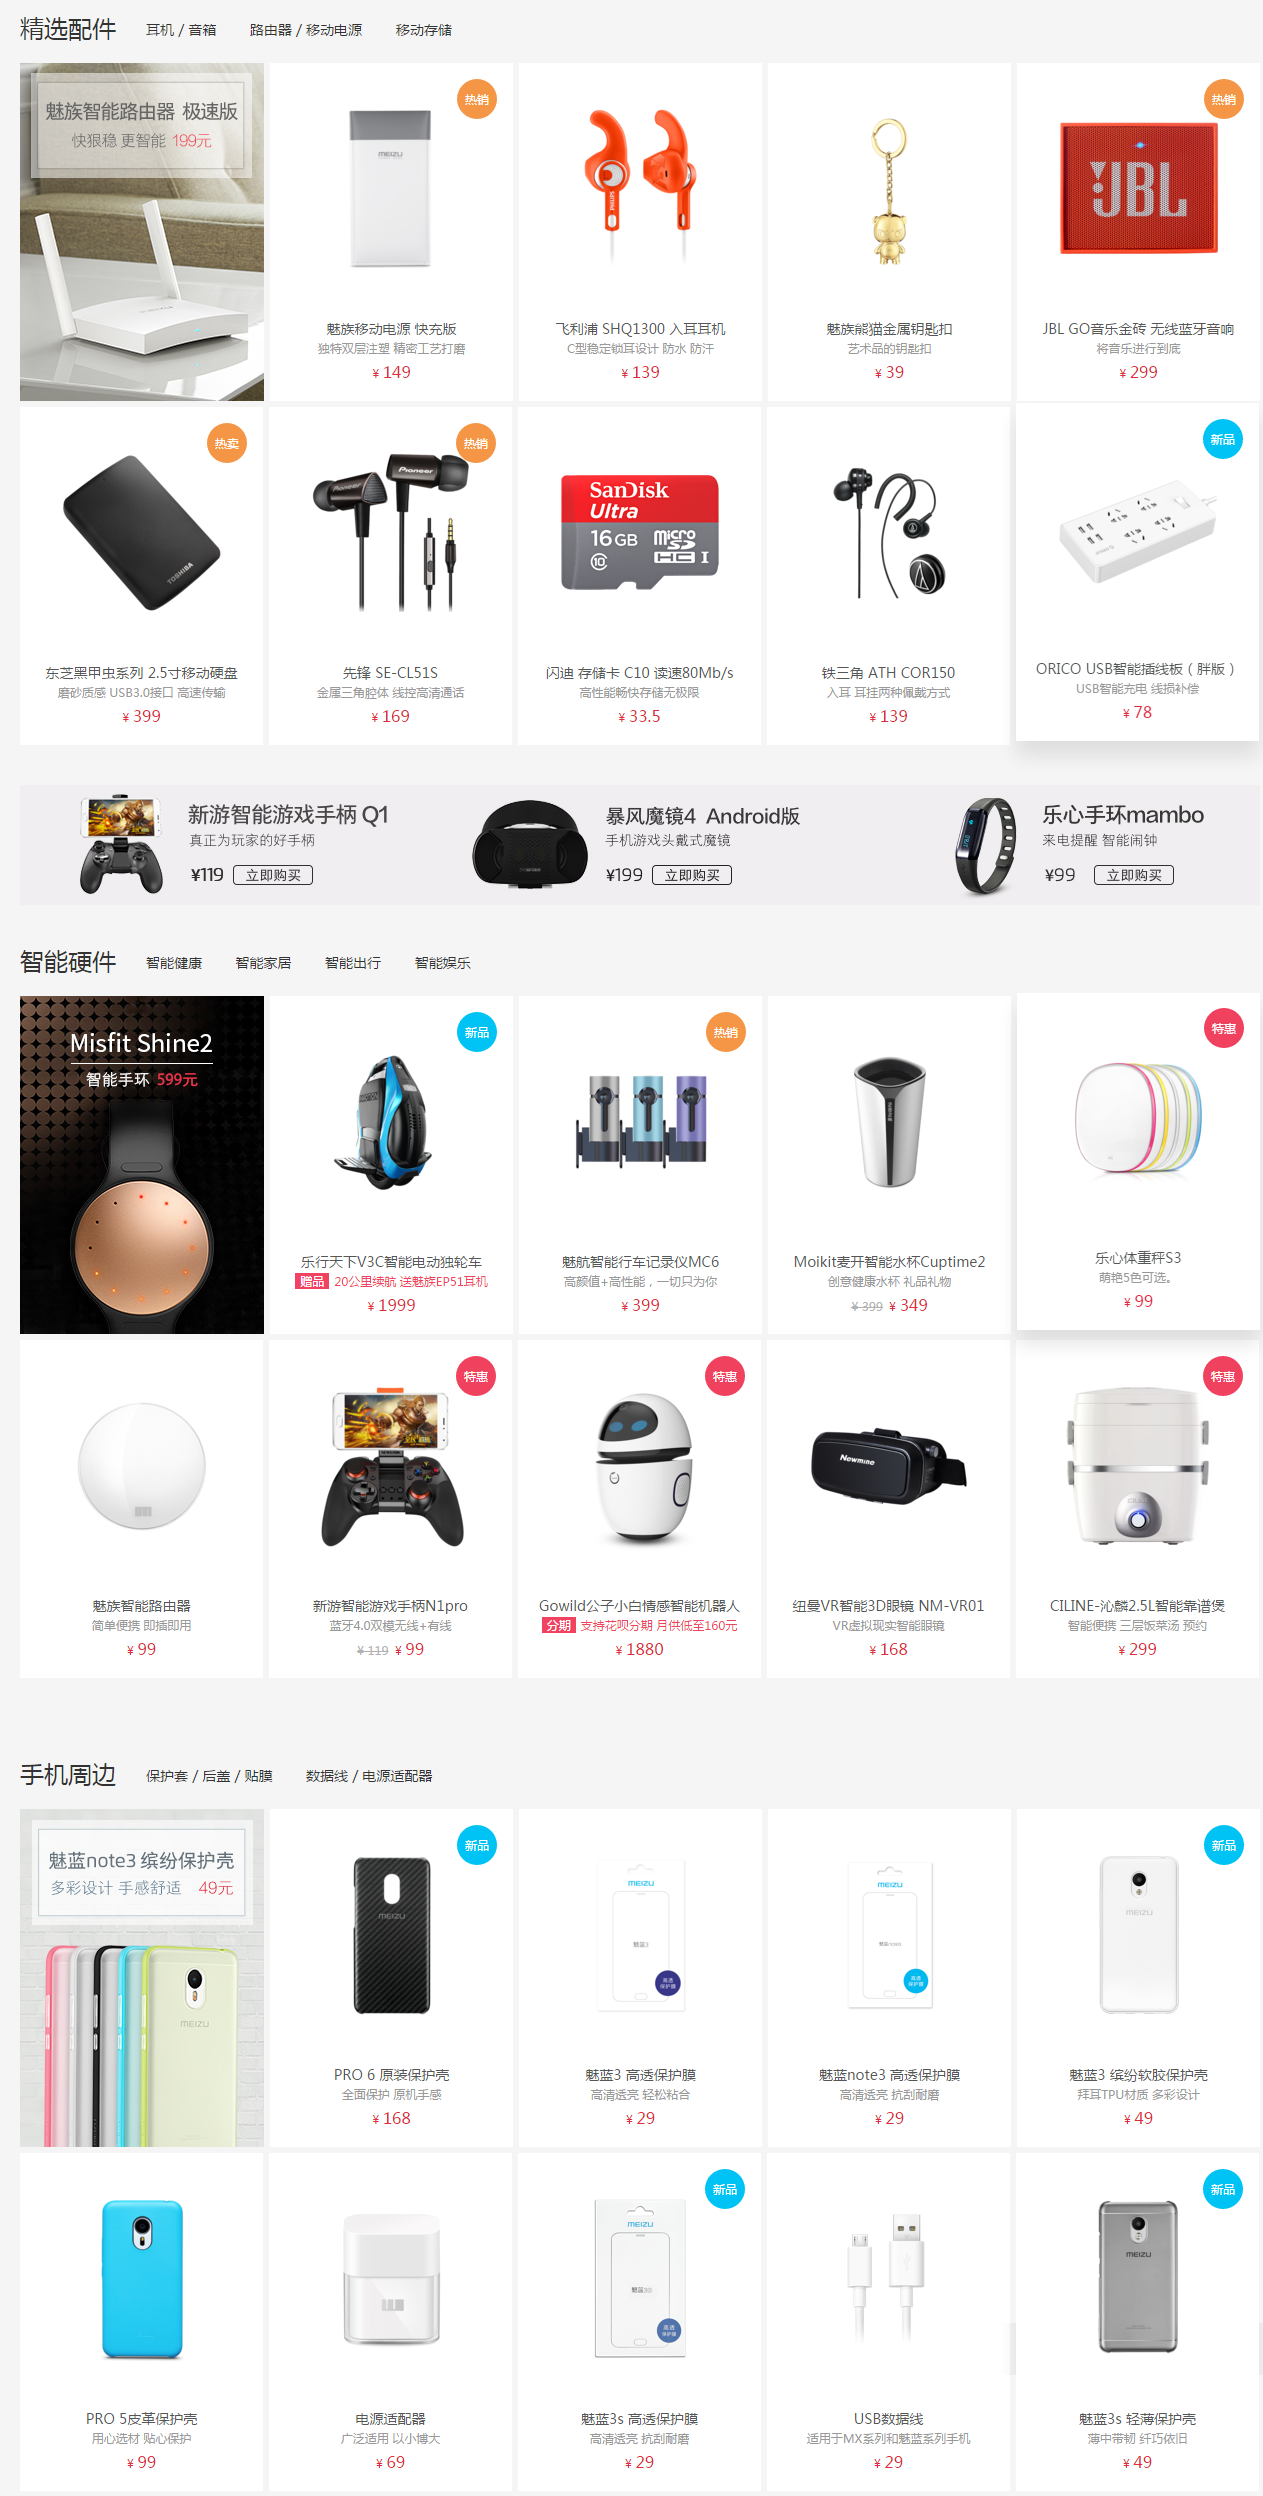 精选配件 耳机 / 音箱 路由器 / 移动电源 移动存储
魅族智能路由器 极速版
快狠稳 更智能 199元
MEIZU
热销
魅族移动电源 快充版
独特双层注塑 精密工艺打磨
¥ 149
飞利浦 SHQ1300 入耳耳机
C型稳定锁耳设计 防水 防汗
¥ 139
魅族熊猫金属钥匙扣
艺术品的钥匙扣
¥ 39
热销
JBL
JBL GO音乐金砖 无线蓝牙音响
将音乐进行到底
¥ 299
热卖
TOSHIBA
东芝黑甲虫系列 2.5寸移动硬盘
磨砂质感 USB3.0接口 高速传输
¥ 399
热销
Pioneer
Pioneer
先锋 SE-CL51S
金属三角腔体 线控高清通话
¥ 169
SanDisk
Ultra
16 GB micro SD HC I
10
闪迪 存储卡 C10 读速80Mb/s
高性能畅快存储无极限
¥ 33.5
铁三角 ATH COR150
入耳 耳挂两种佩戴方式
¥ 139
新品
ORICO USB智能插线板（胖版）
USB智能充电 线损补偿
¥ 78
新游智能游戏手柄 Q1
真正为玩家的好手柄
¥119 立即购买
暴风魔镜4 Android版
手机游戏头戴式魔镜
¥199 立即购买
乐心手环mambo
来电提醒 智能闹钟
¥99 立即购买
智能硬件 智能健康 智能家居 智能出行 智能娱乐
Misfit Shine2
智能手环 599元
新品
乐行天下V3C智能电动独轮车
赠品 20公里续航 送魅族EP51耳机
¥ 1999
热销
魅航智能行车记录仪MC6
高颜值+高性能，一切只为你
¥ 399
Moikit麦开智能水杯Cuptime2
创意健康水杯 礼品礼物
¥ 399 ¥ 349
特惠
乐心体重秤S3
萌艳5色可选。
¥ 99
魅族智能路由器
简单便携 即插即用
¥ 99
特惠
新游智能游戏手柄N1pro
蓝牙4.0双模无线+有线
¥ 119 ¥ 99
特惠
Gowild公子小白情感智能机器人
分期 支持花呗分期 月供低至160元
¥ 1880
Newmine
纽曼VR智能3D眼镜 NM-VR01
VR虚拟现实智能眼镜
¥ 168
特惠
CILINE-沁麟2.5L智能靠谱煲
智能便携 三层饭菜汤 预约
¥ 299
手机周边 保护套 / 后盖 / 贴膜 数据线 / 电源适配器
魅蓝note3 缤纷保护壳
多彩设计 手感舒适 49元
MEIZU
新品
MEIZU
PRO 6 原装保护壳
全面保护 原机手感
¥ 168
MEIZU
魅蓝3
高透
保护膜
魅蓝3 高透保护膜
高清透亮 轻松粘合
¥ 29
MEIZU
魅蓝note3
高透
保护膜
魅蓝note3 高透保护膜
高清透亮 抗刮耐磨
¥ 29
新品
MEIZU
魅蓝3 缤纷软胶保护壳
拜耳TPU材质 多彩设计
¥ 49
PRO 5皮革保护壳
用心选材 贴心保护
¥ 99
电源适配器
广泛适用 以小博大
¥ 69
新品
MEIZU
魅蓝3s
高透
保护膜
魅蓝3s 高透保护膜
高清透亮 抗刮耐磨
¥ 29
USB数据线
适用于MX系列和魅蓝系列手机
¥ 29
新品
MEIZU
魅蓝3s 轻薄保护壳
薄中带韧 纤巧依旧
¥ 49